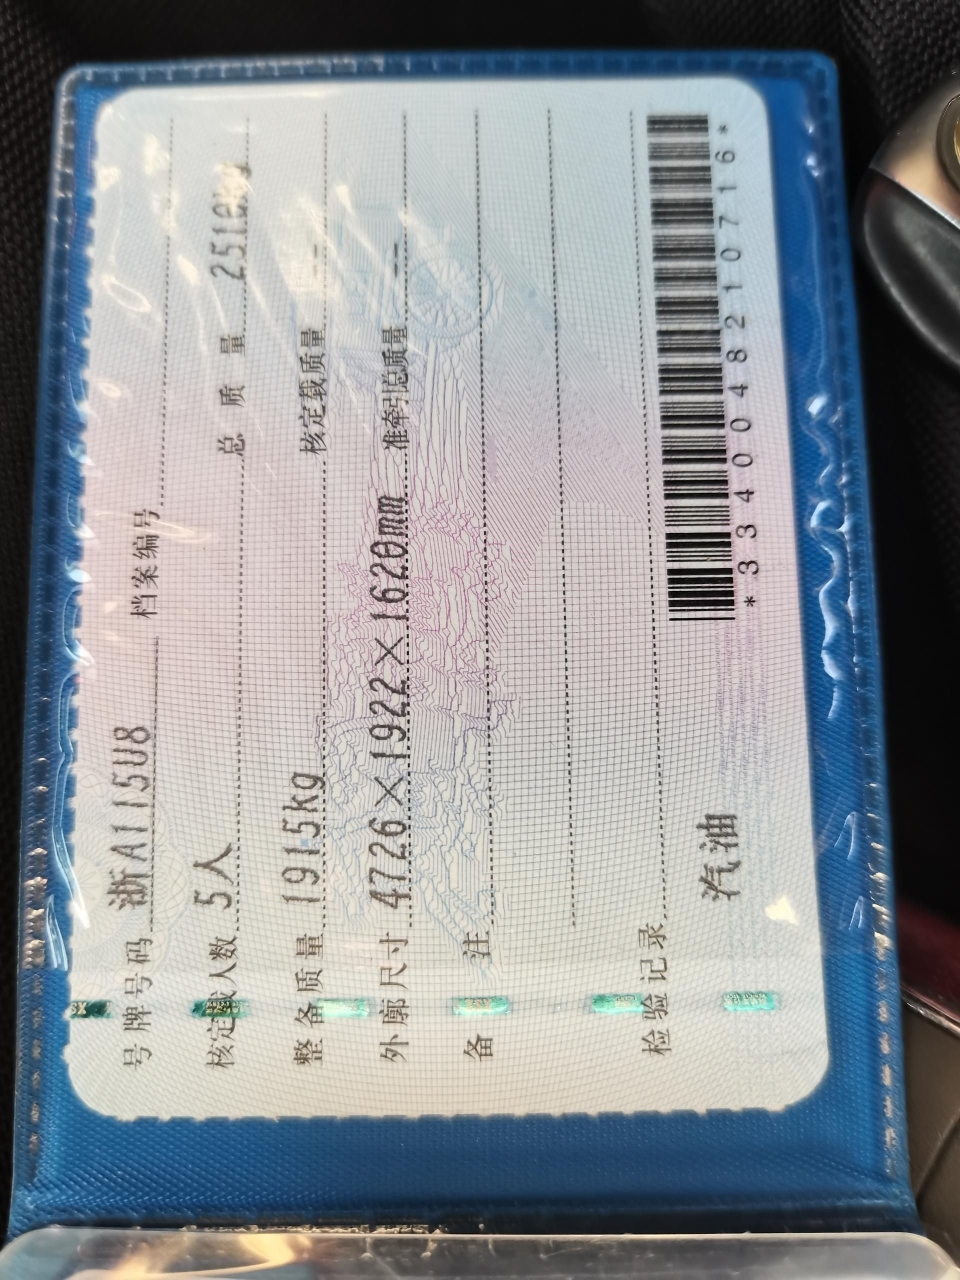 号牌号码 浙A115U8 档案编号
核定载人数 5人 总质量 2510kg
整备质量 1915kg 核定载质量 --
外廓尺寸 4726×1922×1620mm 准牵引总质量 --
备注
检验记录
汽油
*3340048210716*